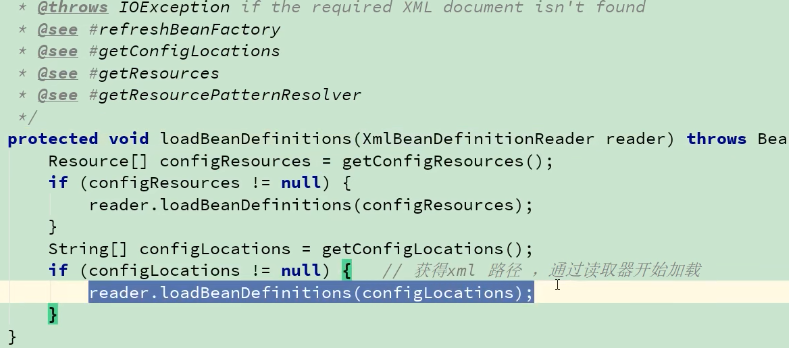 * @throws IOException if the required XML document isn't found
* @see #refreshBeanFactory
* @see #getConfigLocations
* @see #getResources
* @see #getResourcePatternResolver
*/
protected void loadBeanDefinitions(XmlBeanDefinitionReader reader) throws Bea
Resource[] configResources = getConfigResources();
if (configResources != null) {
reader.loadBeanDefinitions(configResources);
}
String[] configLocations = getConfigLocations();
if (configLocations != null) { // 获得xml 路径 ，通过读取器开始加载
reader.loadBeanDefinitions(configLocations);
}
}